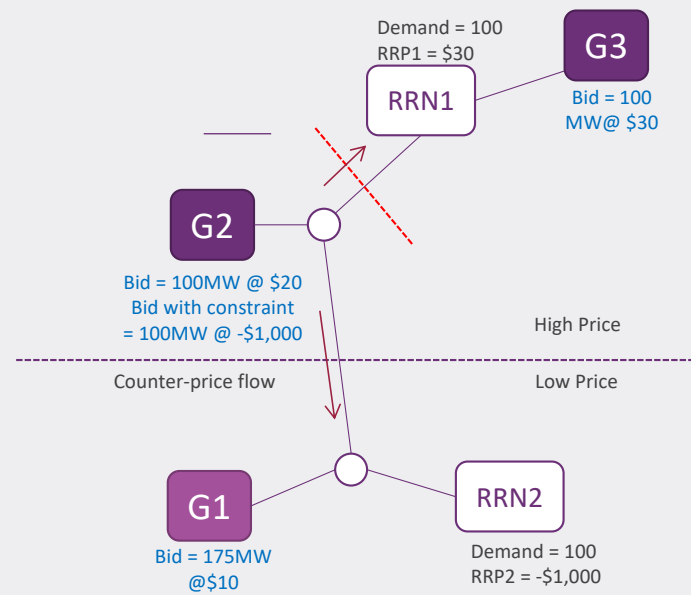 Demand = 100
RRP1 = $30
RRN1
G3
Bid = 100
MW@ $30
G2
Bid = 100MW @ $20
Bid with constraint
= 100MW @ -$1,000
High Price
Counter-price flow
Low Price
G1
RRN2
Bid = 175MW
@$10
Demand = 100
RRP2 = -$1,000